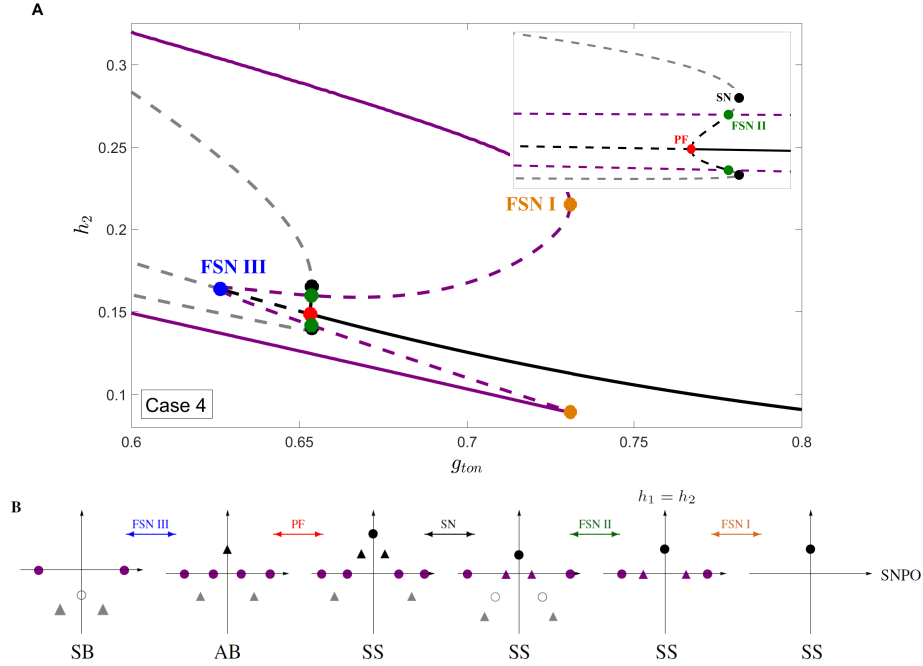 A
0.3
0.25
0.2
0.15
0.1
h2
0.6
0.65
0.7
0.75
0.8
gton
SN
FSN II
PF
FSN I
FSN III
Case 4
B
h1 = h2
FSN III
PF
SN
FSN II
FSN I
SNPO
SB
AB
SS
SS
SS
SS